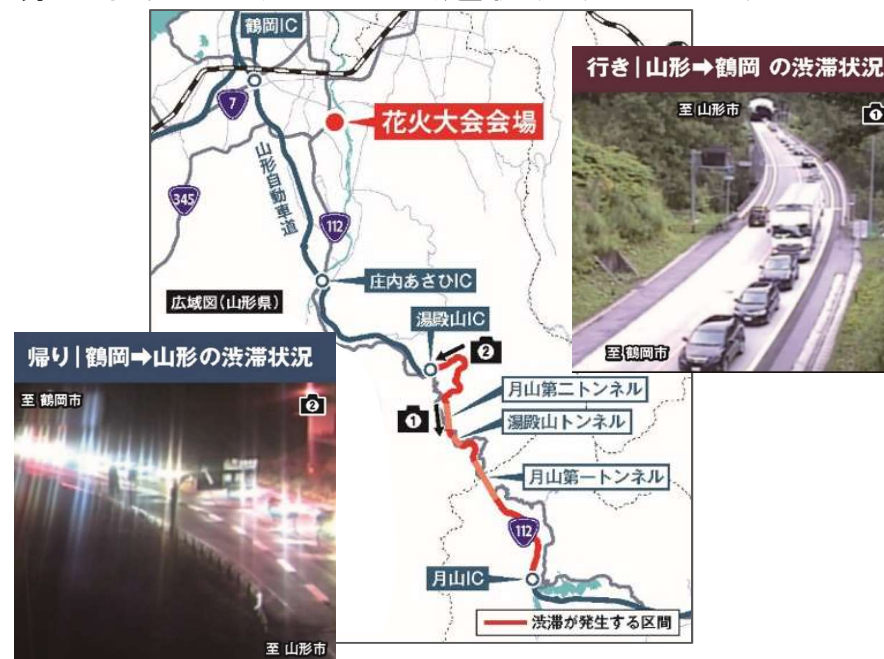 鶴岡IC
7
花火大会会場
山形自動車道
345
112
庄内あさひIC
広域図(山形県)
湯殿山IC
2
1
月山第二トンネル
湯殿山トンネル
月山第一トンネル
112
月山IC
渋滞が発生する区間
行き|山形➡鶴岡 の渋滞状況
至 山形市
1
至 鶴岡市
帰り|鶴岡➡山形の渋滞状況
至 鶴岡市
2
至 山形市